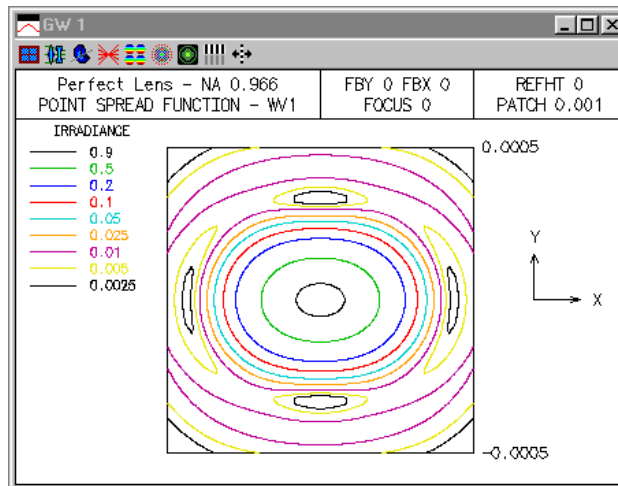 GW 1
Perfect Lens - NA 0.966
POINT SPREAD FUNCTION - WV1
FBY 0 FBX 0
FOCUS 0
REFHT 0
PATCH 0.001
IRRADIANCE
0.9
0.5
0.2
0.1
0.05
0.025
0.01
0.005
0.0025
0.0005
Y
X
-0.0005